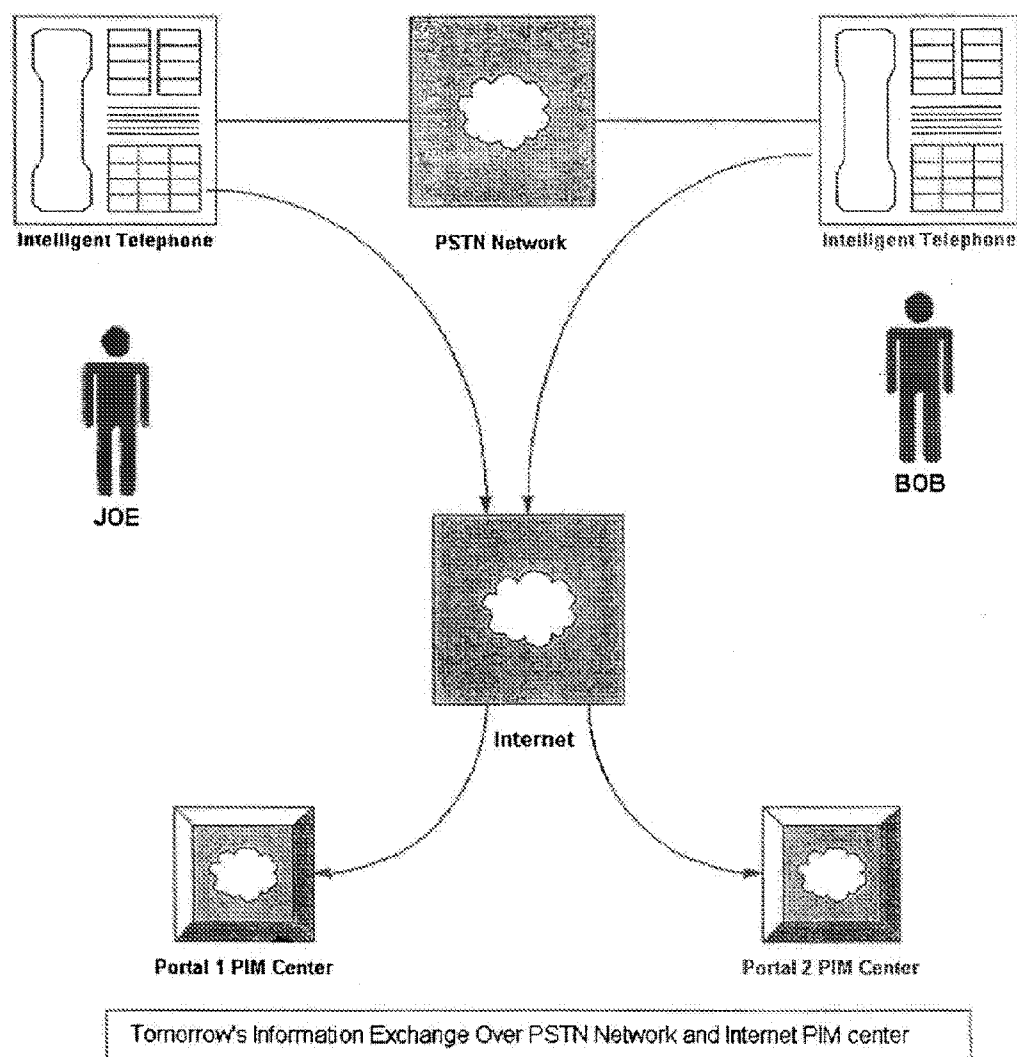 Intelligent Telephone
PSTN Network
Intelligent Telephone
JOE
BOB
Internet
Portal 1 PIM Center
Portal 2 PIM Center
Tomorrow's Information Exchange Over PSTN Network and Internet PIM center